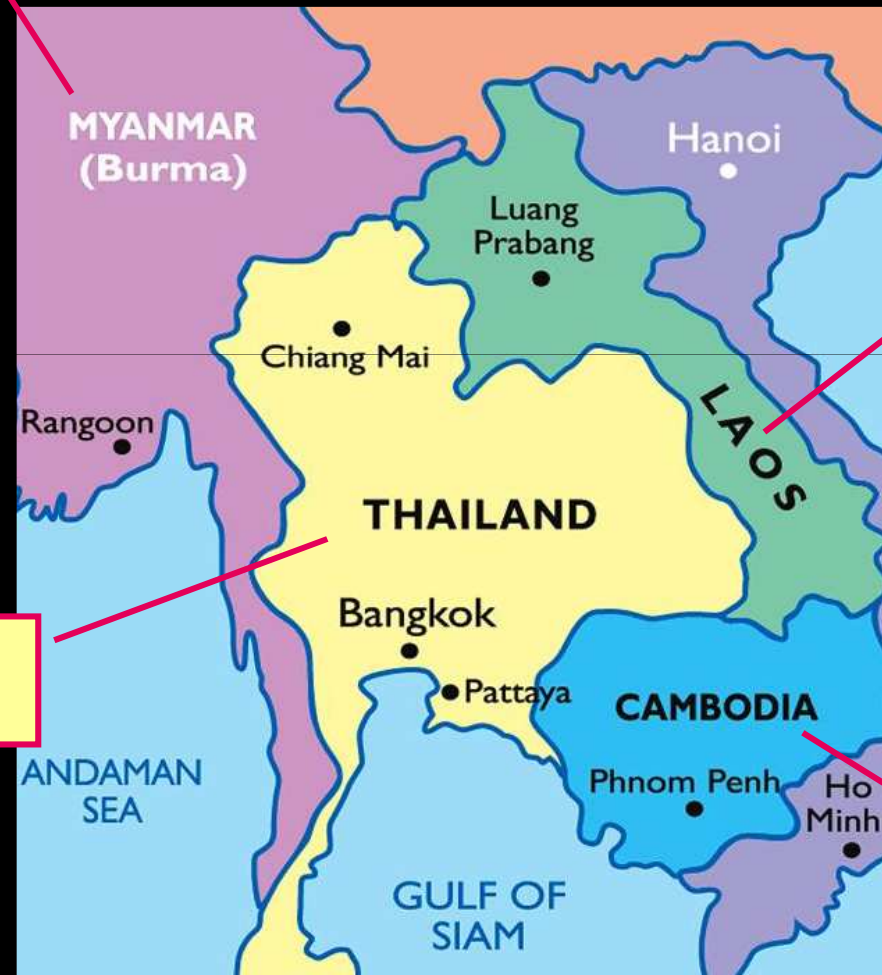 MYANMAR
(Burma)
Hanoi
Luang
Prabang
Chiang Mai
LAOS
Rangoon
THAILAND
Bangkok
Pattaya
CAMBODIA
ANDAMAN
SEA
Phnom Penh
Ho
Minh
GULF OF
SIAM